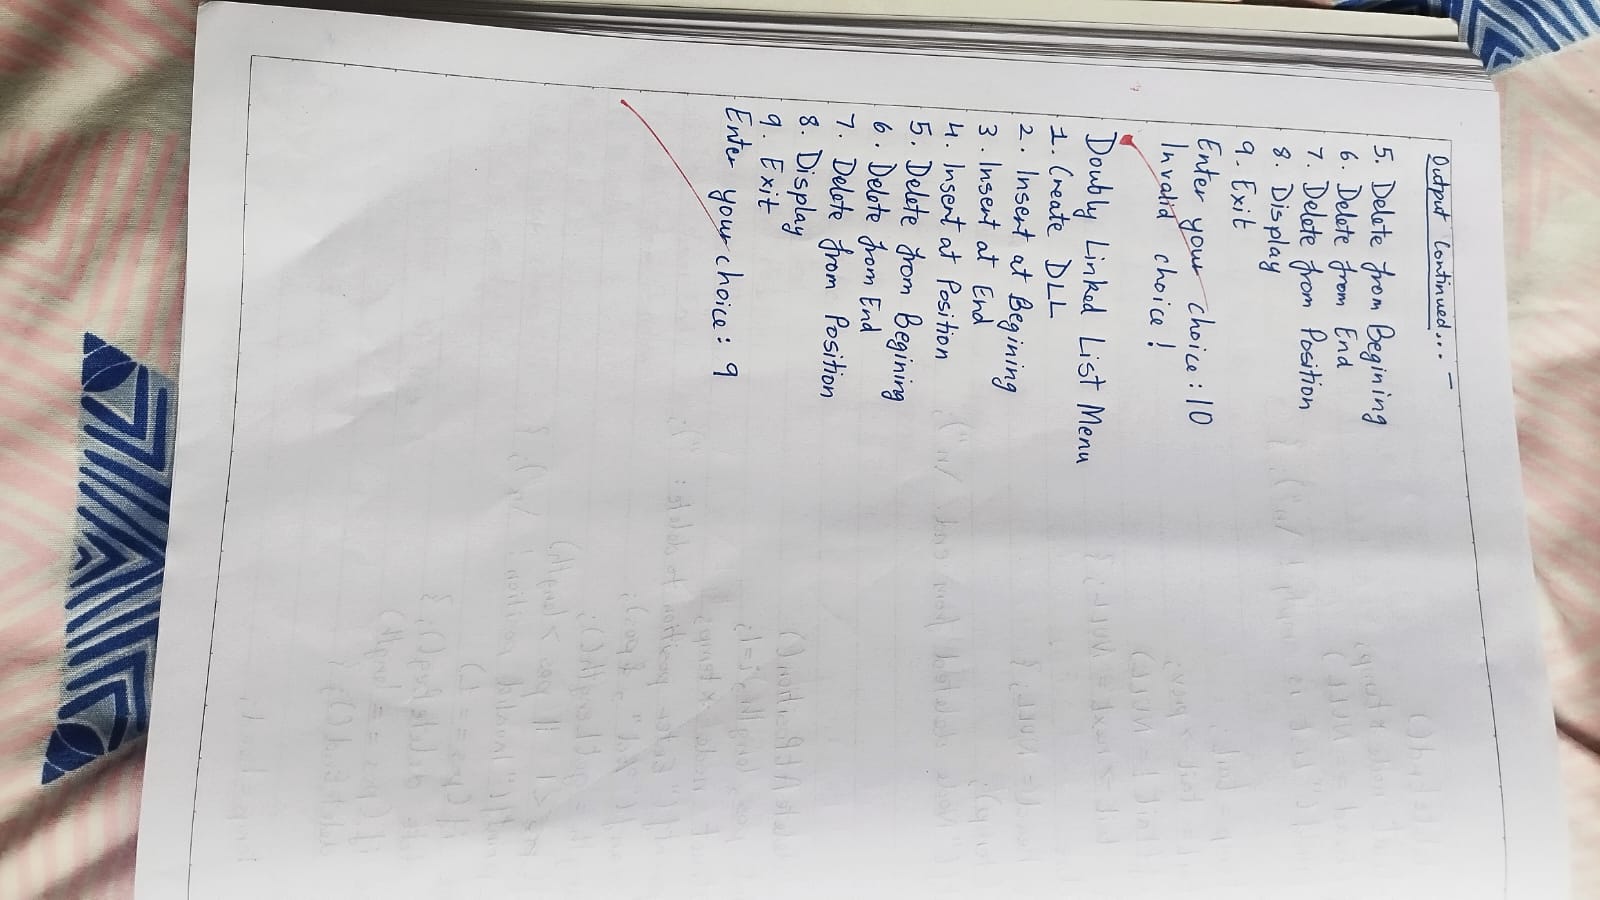 Output Continued... -
5. Delete from Begining
6. Delete from End
7. Delete from Position
8. Display
9. Exit
Enter your choice : 10
Invalid choice !
Doubly Linked List Menu
1. Create DLL
2. Insert at Begining
3. Insert at End
4. Insert at Position
5. Delete from Begining
6. Delete from End
7. Delete from Position
8. Display
9. Exit
Enter your choice : 9